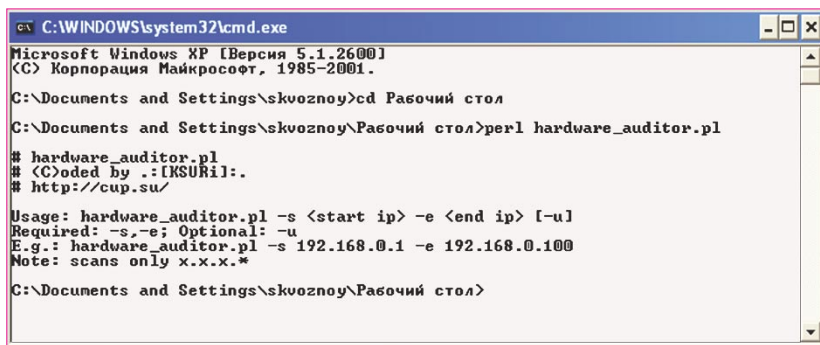 C:\WINDOWS\system32\cmd.exe
Microsoft Windows XP [Версия 5.1.2600]
(C) Корпорация Майкрософт, 1985-2001.
C:\Documents and Settings\skvoznoy>cd Рабочий стол
C:\Documents and Settings\skvoznoy\Рабочий стол>perl hardware_auditor.pl
# hardware_auditor.pl
# (C)oded by .:[KSURi]:.
# http://cup.su/
Usage: hardware_auditor.pl -s <start ip> -e <end ip> [-u]
Required: -s,-e; Optional: -u
E.g.: hardware_auditor.pl -s 192.168.0.1 -e 192.168.0.100
Note: scans only x.x.x.*
C:\Documents and Settings\skvoznoy\Рабочий стол>